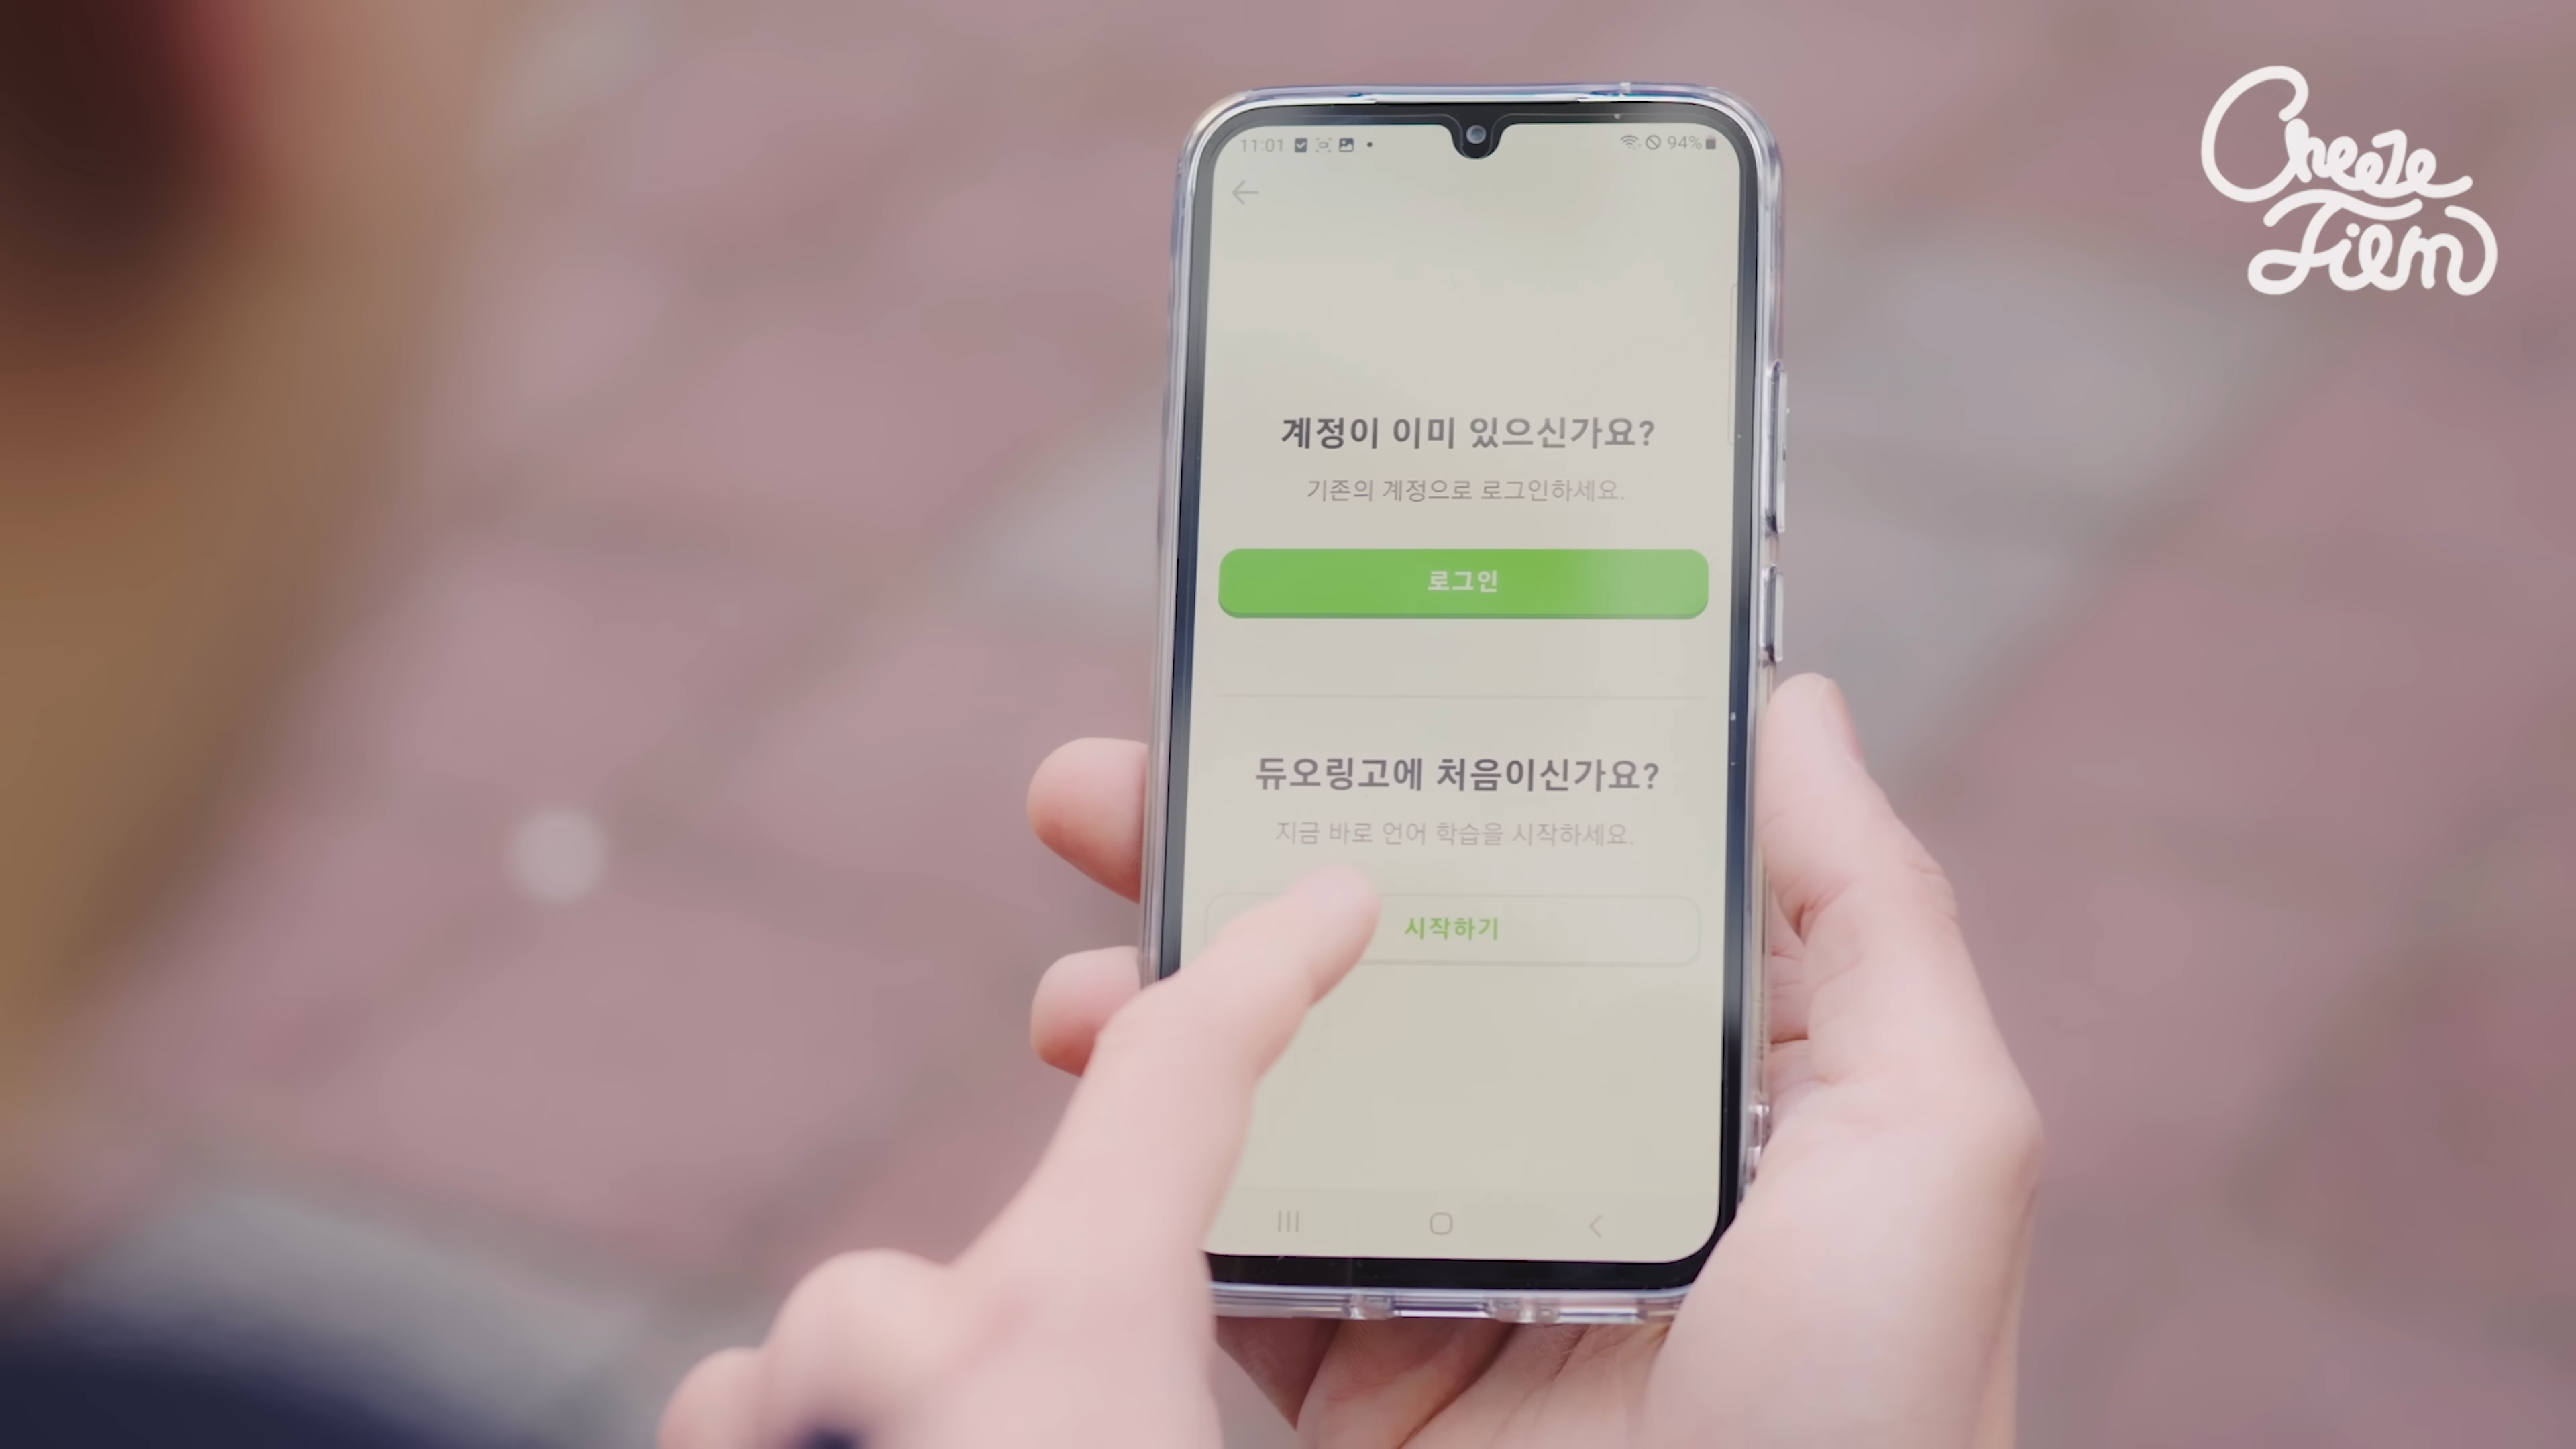 Cheeze
Film
11:01
94%
계정이 이미 있으신가요?
기존의 계정으로 로그인하세요.
로그인
듀오링고에 처음이신가요?
지금 바로 언어 학습을 시작하세요.
시작하기